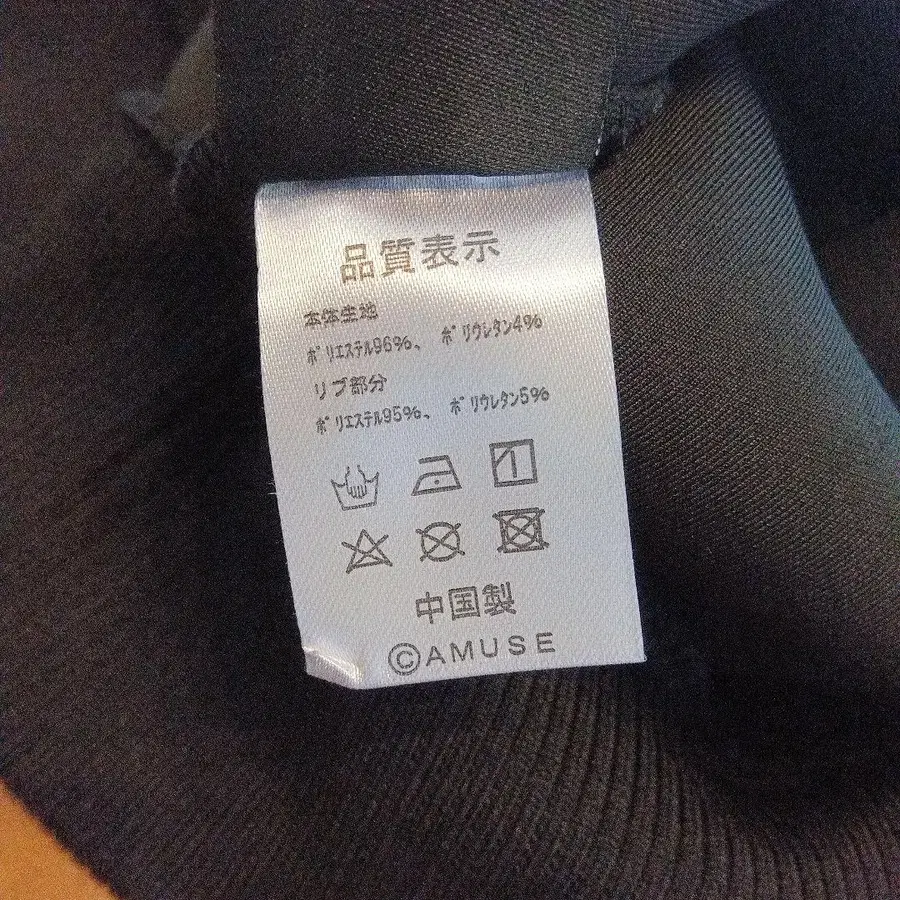 品質表示
本体生地
ポリエステル96%、 ポリウレタン4%
リブ部分
ポリエステル95%、 ポリウレタン5%
中国製
©AMUSE